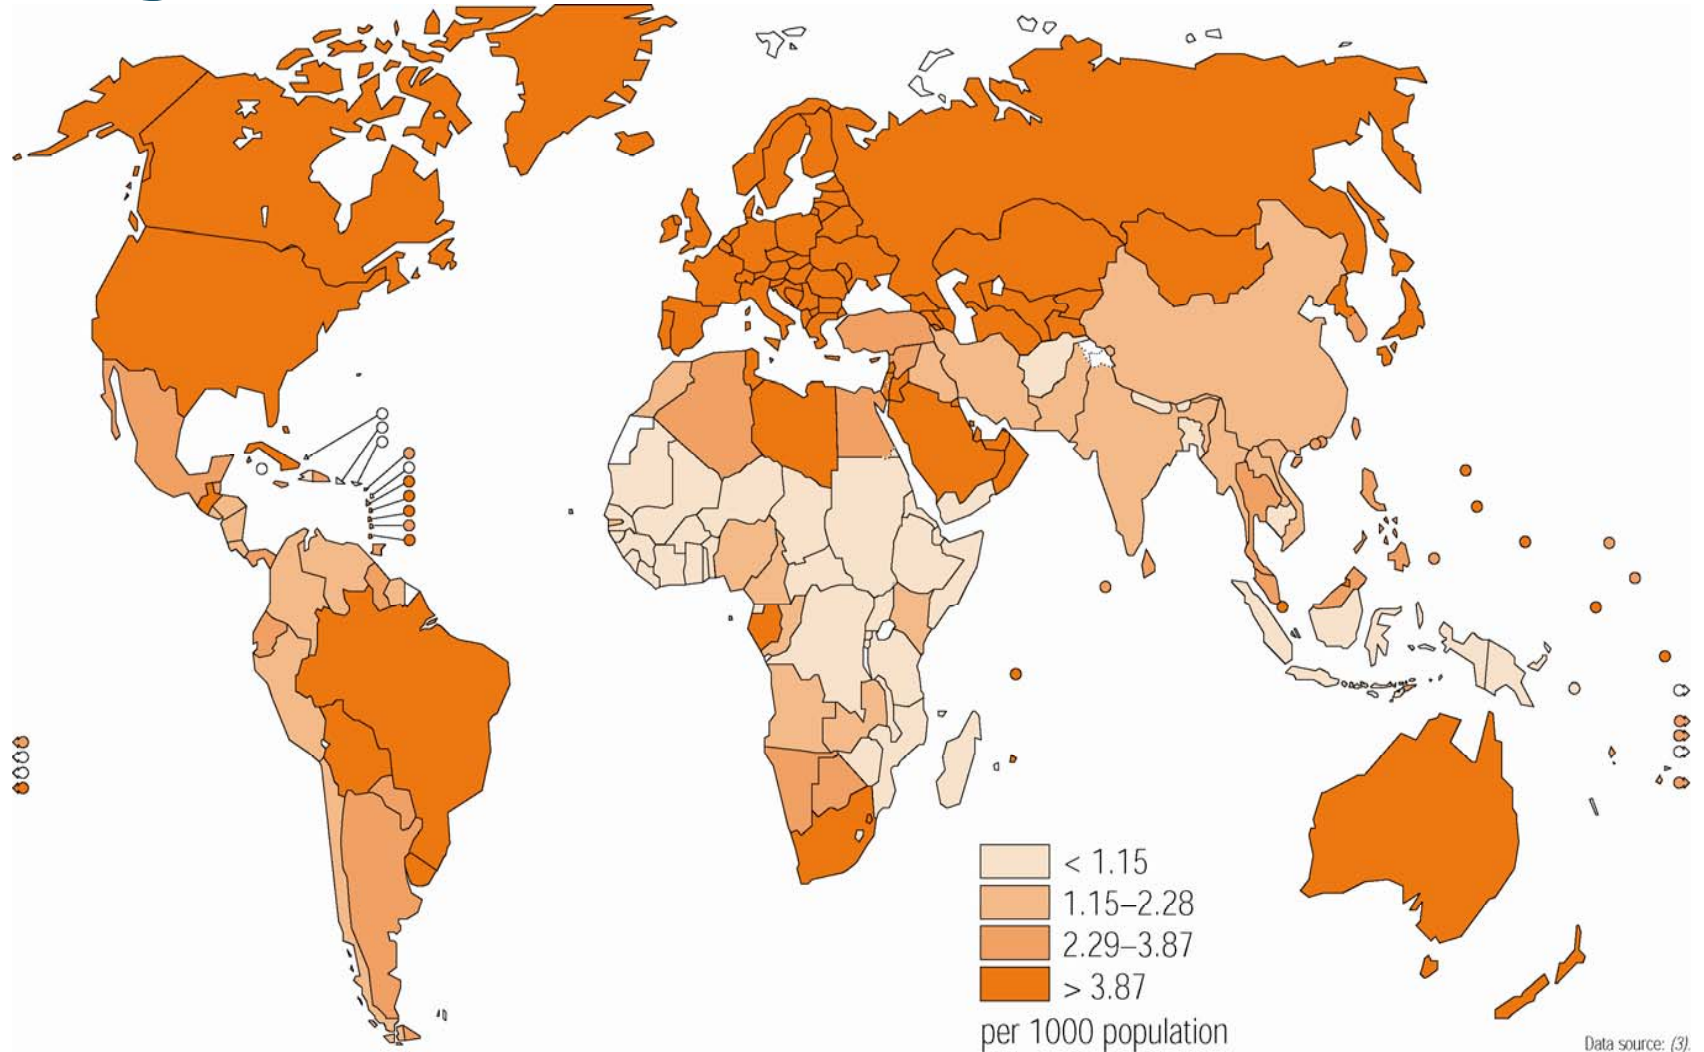 < 1.15
1.15–2.28
2.29–3.87
> 3.87
per 1000 population
Data source: (3).